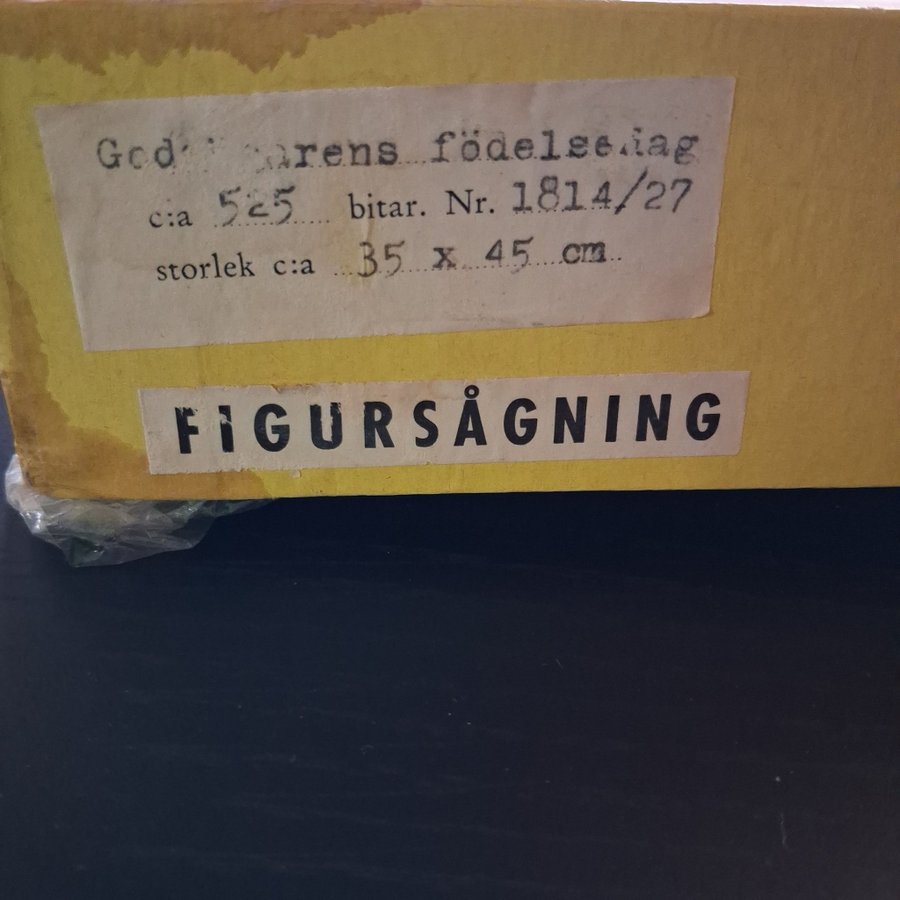 födelsedag
c:a 525 bitar. Nr. 1814/27
storlek c:a 35 x 45 cm
FIGURSÅGNING